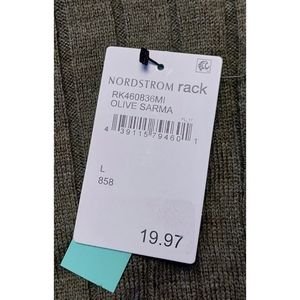 NORDSTROM rack
RK460836MI
OLIVE SARMA
4 39115 79460 1
L
858
19.97